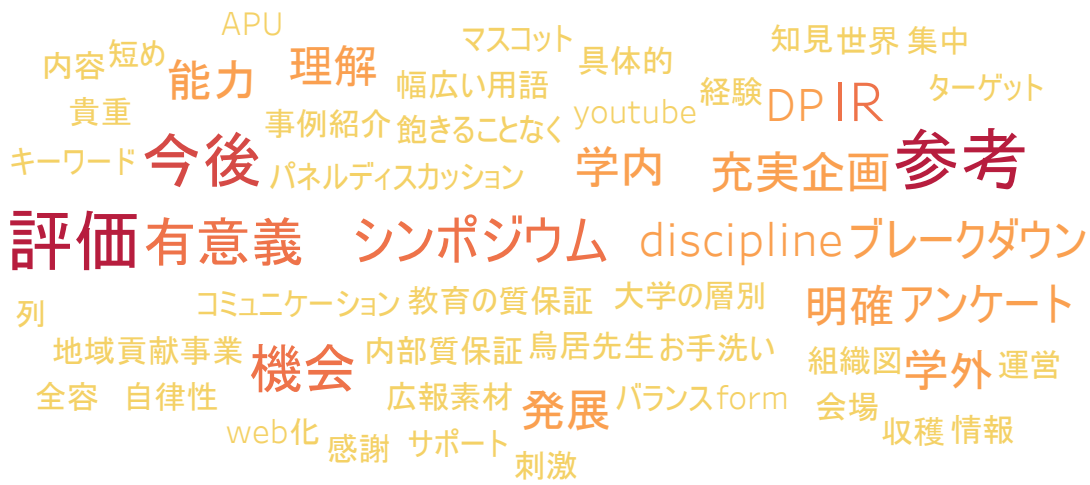 APU
内容 短め 能力 理解 マスコット 具体的 知見 世界 集中
貴重 幅広い用語 youtube 経験 DP IR ターゲット
事例紹介 飽きることなく
キーワード 今後 パネルディスカッション 学内 充実企画 参考
評価 有意義 シンポジウム discipline ブレークダウン
列 コミュニケーション 教育の質保証 大学の層別 明確 アンケート
地域貢献事業 機会 内部質保証 鳥居先生 お手洗い 組織図 学外 運営
全容 自律性 広報素材 発展 バランス form 会場
web化 感謝 サポート 刺激 収穫 情報